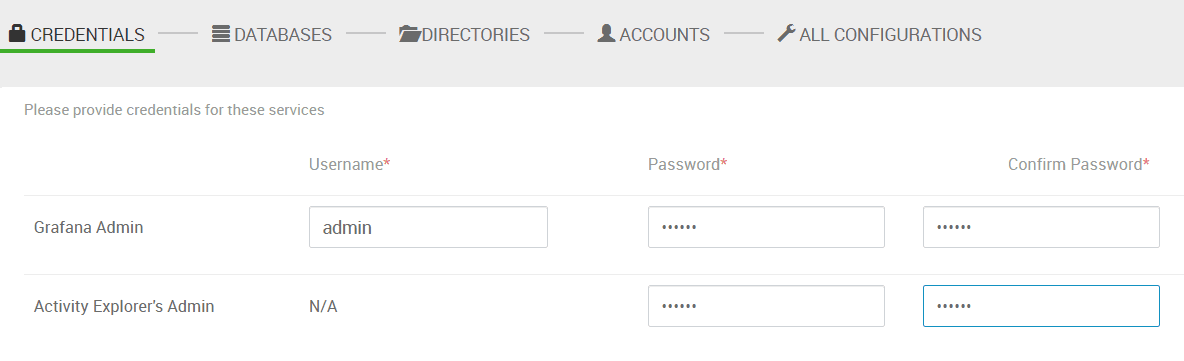 CREDENTIALS DATABASES DIRECTORIES ACCOUNTS ALL CONFIGURATIONS
Please provide credentials for these services
Username* Password* Confirm Password*
Grafana Admin admin •••••• ••••••
Activity Explorer's Admin N/A •••••• ••••••